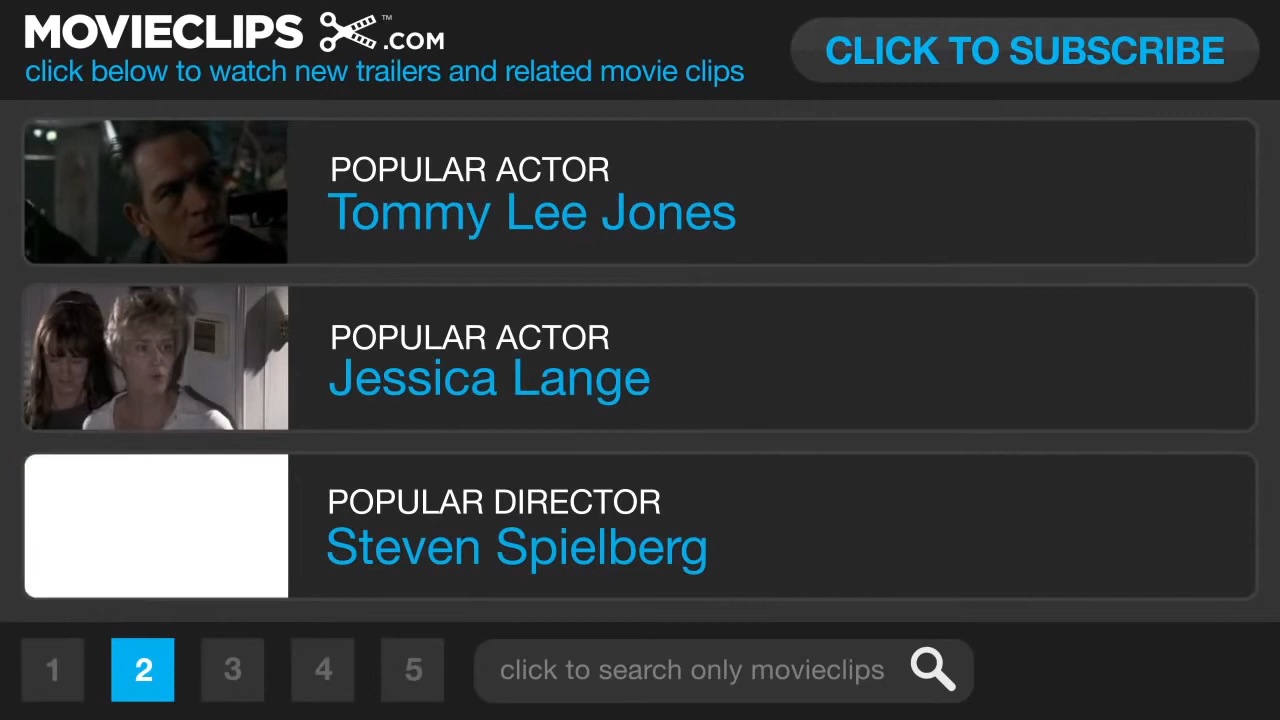 MOVIECLIPS ™ .COM
CLICK TO SUBSCRIBE
click below to watch new trailers and related movie clips
POPULAR ACTOR
Tommy Lee Jones
POPULAR ACTOR
Jessica Lange
POPULAR DIRECTOR
Steven Spielberg
1 2 3 4 5 click to search only movieclips